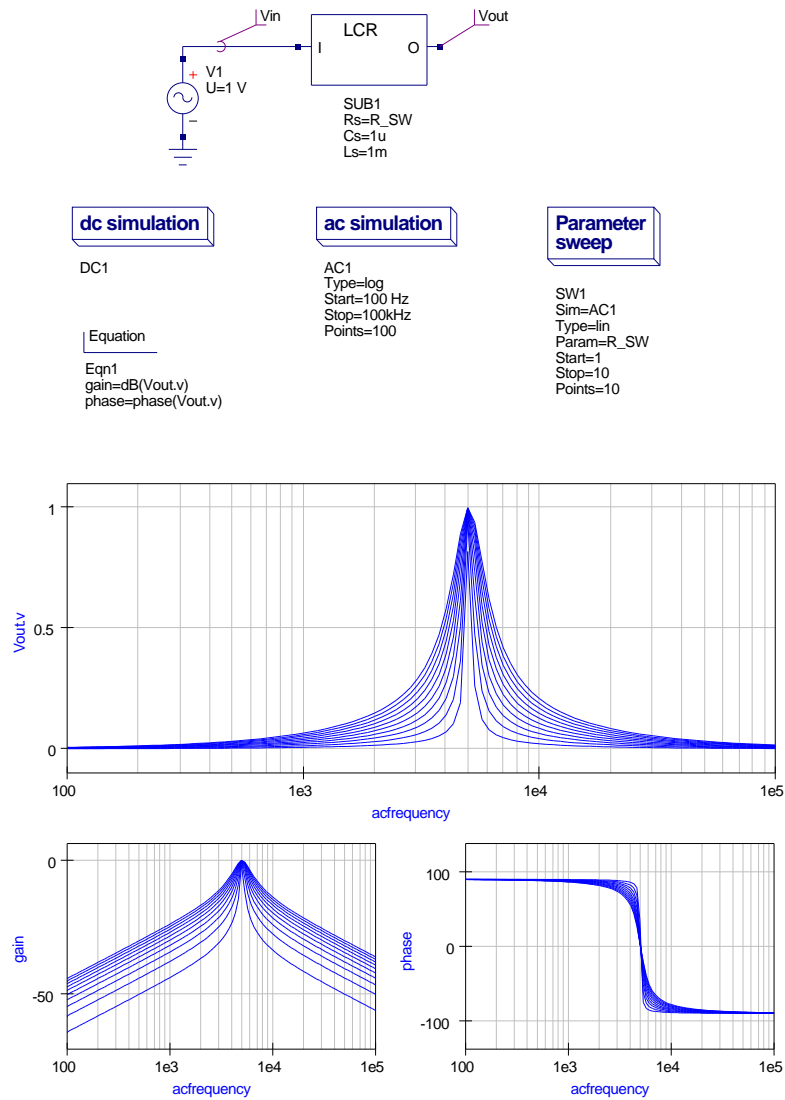 Vin
LCR
Vout
I
O
+
V1
U=1 V
SUB1
Rs=R_SW
Cs=1u
Ls=1m
dc simulation
DC1
ac simulation
AC1
Type=log
Start=100 Hz
Stop=100kHz
Points=100
Parameter
sweep
SW1
Sim=AC1
Type=lin
Param=R_SW
Start=1
Stop=10
Points=10
Equation
Eqn1
gain=dB(Vout.v)
phase=phase(Vout.v)
1
0.5
0
Vout.v
100
1e3
1e4
1e5
acfrequency
0
-50
gain
100
1e3
1e4
1e5
acfrequency
100
0
-100
phase
100
1e3
1e4
1e5
acfrequency